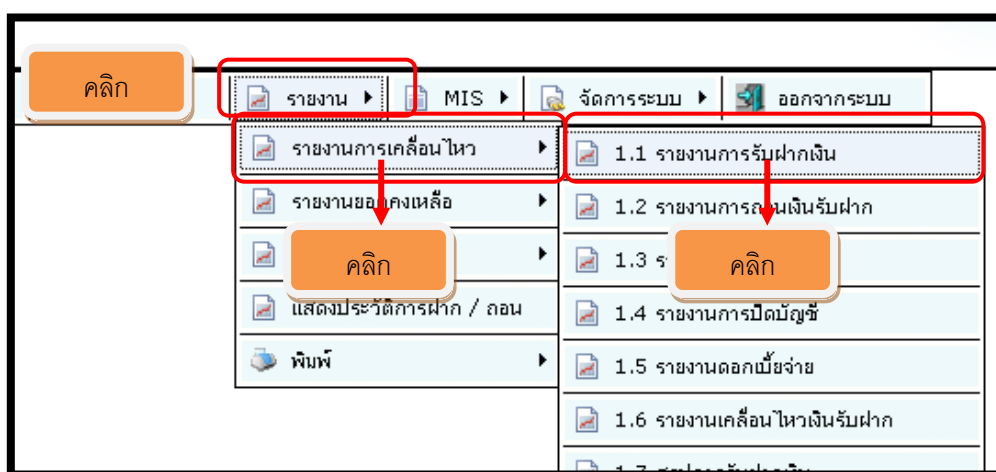 คลิก
รายงาน
MIS
จัดการระบบ
ออกจากระบบ
รายงานการเคลื่อนไหว
รายงานยอดคงเหลือ
คลิก
แสดงประวัติการฝาก / ถอน
พิมพ์
1.1 รายงานการรับฝากเงิน
1.2 รายงานการถอนเงินรับฝาก
1.3
คลิก
1.4 รายงานการปิดบัญชี
1.5 รายงานดอกเบี้ยจ่าย
1.6 รายงานเคลื่อนไหวเงินรับฝาก